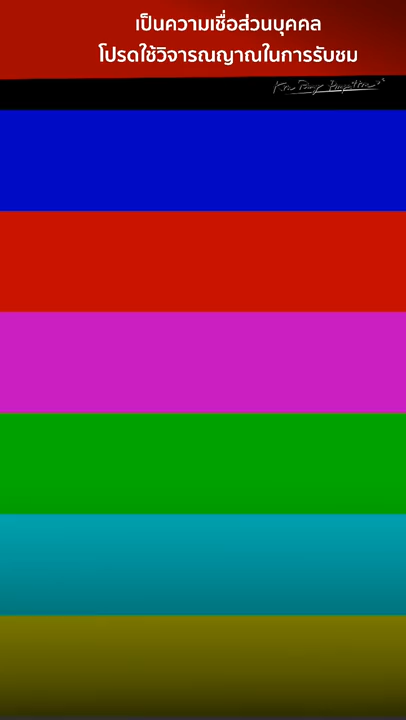 เป็นความเชื่อส่วนบุคคล
โปรดใช้วิจารณญาณในการรับชม